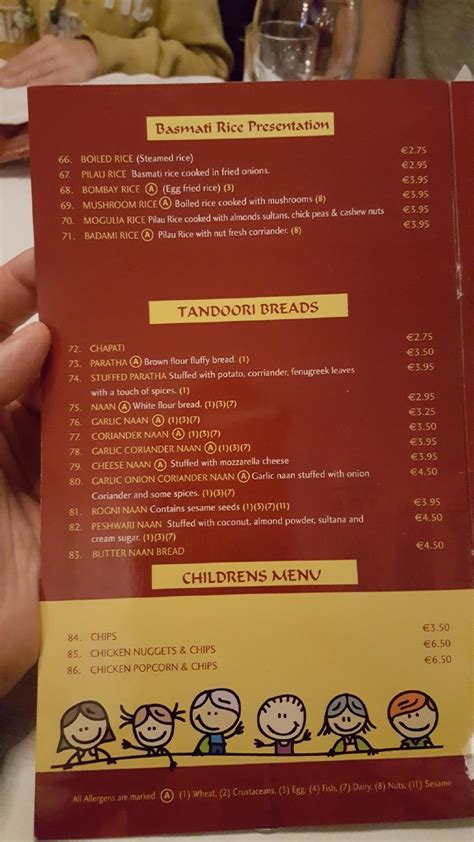 Basmati Rice Presentation
66. BOILED RICE (Steamed rice) €2.75
67. PILAU RICE Basmati rice cooked in fried onions. €2.95
68. BOMBAY RICE Ⓐ (Egg fried rice) (3) €3.95
69. MUSHROOM RICE Ⓐ Boiled rice cooked with mushrooms (8) €3.95
70. MOGULIA RICE Pilau Rice cooked with almonds sultans, chick peas & cashew nuts €3.95
71. BADAMI RICE Ⓐ Pilau Rice with nut fresh corriander. (8) €3.95
TANDOORI BREADS
72. CHAPATI €2.75
73. PARATHA Ⓐ Brown flour fluffy bread. (1) €3.50
74. STUFFED PARATHA Stuffed with potato, corriander, fenugreek leaves €3.95
with a touch of spices. (1)
75. NAAN Ⓐ White flour bread. (1)(3)(7) €2.95
76. GARLIC NAAN Ⓐ (1)(3)(7) €3.25
77. CORIANDER NAAN Ⓐ (1)(3)(7) €3.50
78. GARLIC CORIANDER NAAN Ⓐ (1)(3)(7) €3.95
79. CHEESE NAAN Ⓐ Stuffed with mozzarella cheese €3.95
80. GARLIC ONION CORIANDER NAAN Ⓐ Garlic naan stuffed with onion €4.50
Coriander and some spices. (1)(3)(7)
81. ROGNI NAAN Contains sesame seeds (1)(3)(7)(11) €3.95
82. PESHWARI NAAN Stuffed with coconut, almond powder, sultana and €4.50
cream sugar. (1)(3)(7)
83. BUTTER NAAN BREAD €4.50
CHILDRENS MENU
84. CHIPS €3.50
85. CHICKEN NUGGETS & CHIPS €6.50
86. CHICKEN POPCORN & CHIPS €6.50
All Allergens are marked Ⓐ (1) Wheat, (2) Crustaceans, (3) Egg, (4) Fish, (7) Dairy, (8) Nuts, (11) Sesame